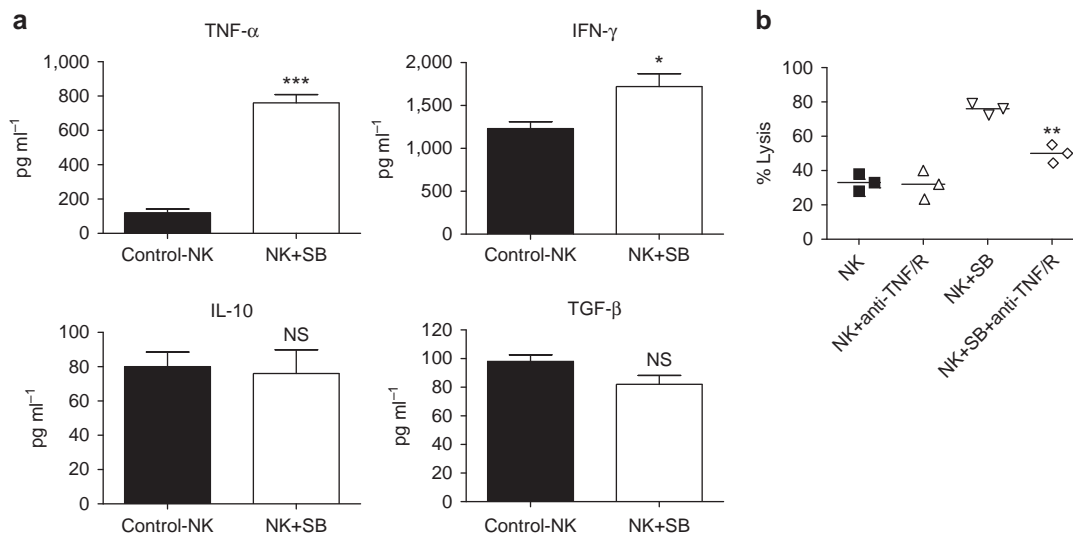 a
TNF-α
1,000
800
600
400
200
0
pg ml⁻¹
***
Control-NK
NK+SB
IFN-γ
2,000
1,500
1,000
500
0
pg ml⁻¹
*
Control-NK
NK+SB
IL-10
100
80
60
40
20
0
pg ml⁻¹
NS
Control-NK
NK+SB
TGF-β
120
100
80
60
40
20
0
pg ml⁻¹
NS
Control-NK
NK+SB
b
100
80
60
40
20
0
% Lysis
**
NK
NK+anti-TNF/R
NK+SB
NK+SB+anti-TNF/R